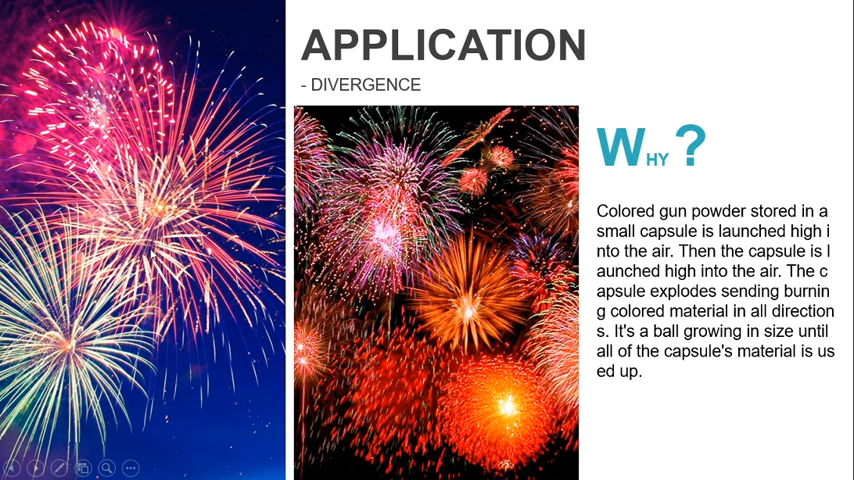 APPLICATION
- DIVERGENCE
WHY ?
Colored gun powder stored in a
small capsule is launched high i
nto the air. Then the capsule is l
aunched high into the air. The c
apsule explodes sending burnin
g colored material in all direction
s. It's a ball growing in size until
all of the capsule's material is us
ed up.